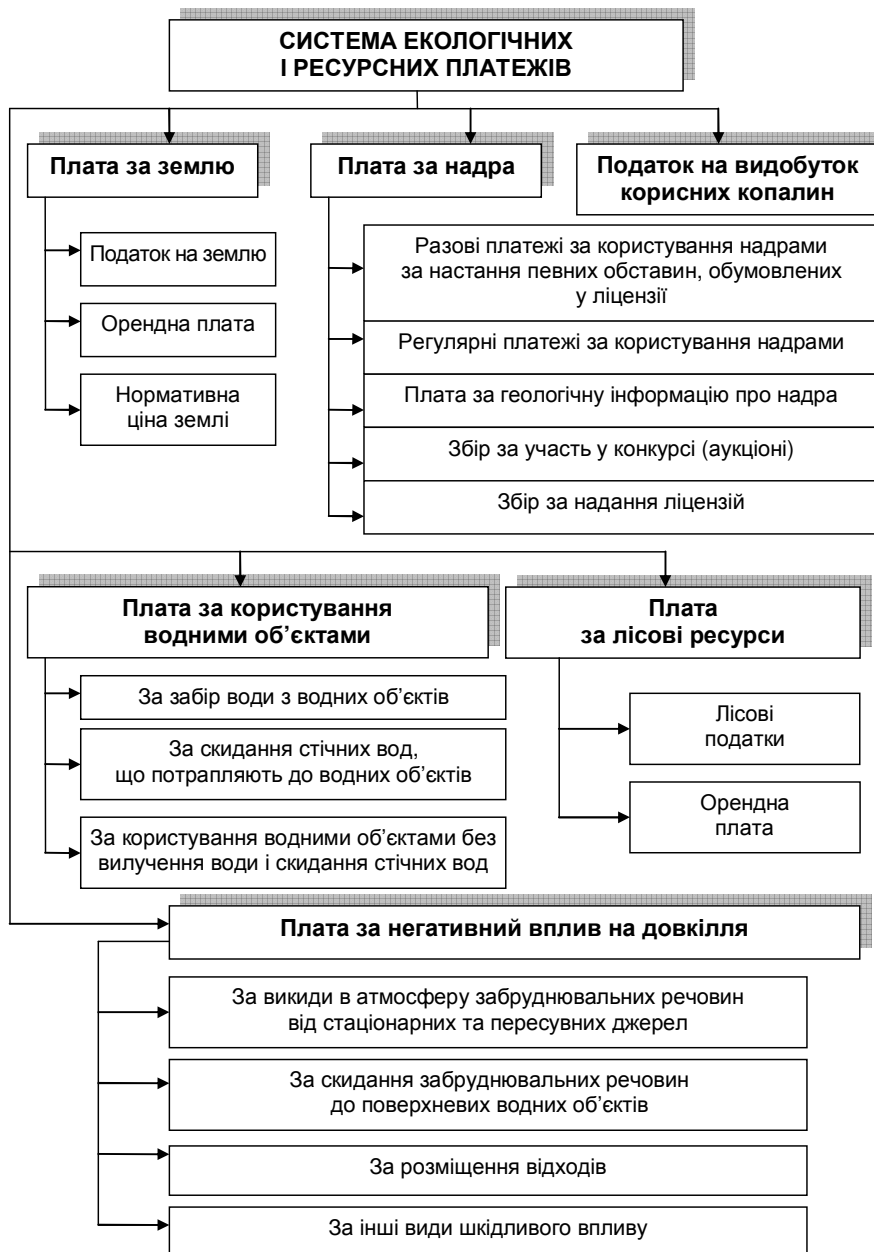 СИСТЕМА ЕКОЛОГІЧНИХ
І РЕСУРСНИХ ПЛАТЕЖІВ
Плата за землю
Податок на землю
Орендна плата
Нормативна
ціна землі
Плата за надра
Разові платежі за користування надрами
за настання певних обставин, обумовлених
у ліцензії
Регулярні платежі за користування надрами
Плата за геологічну інформацію про надра
Збір за участь у конкурсі (аукціоні)
Збір за надання ліцензій
Податок на видобуток
корисних копалин
Плата за користування
водними об’єктами
За забір води з водних об’єктів
За скидання стічних вод,
що потрапляють до водних об’єктів
За користування водними об’єктами без
вилучення води і скидання стічних вод
Плата
за лісові ресурси
Лісові
податки
Орендна
плата
Плата за негативний вплив на довкілля
За викиди в атмосферу забруднювальних речовин
від стаціонарних та пересувних джерел
За скидання забруднювальних речовин
до поверхневих водних об’єктів
За розміщення відходів
За інші види шкідливого впливу